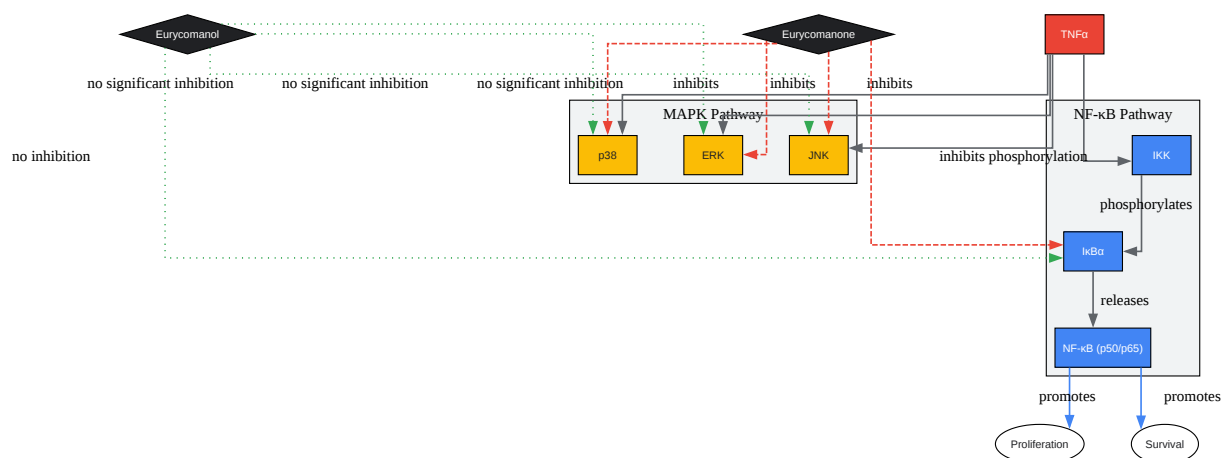 Eurycomanol
Eurycomanone
TNFα
no significant inhibition
no significant inhibition
no significant inhibition
inhibits
inhibits
inhibits
MAPK Pathway
NF-κB Pathway
p38
ERK
JNK
IKK
no inhibition
inhibits phosphorylation
phosphorylates
IκBα
releases
NF-κB (p50/p65)
promotes
promotes
Proliferation
Survival